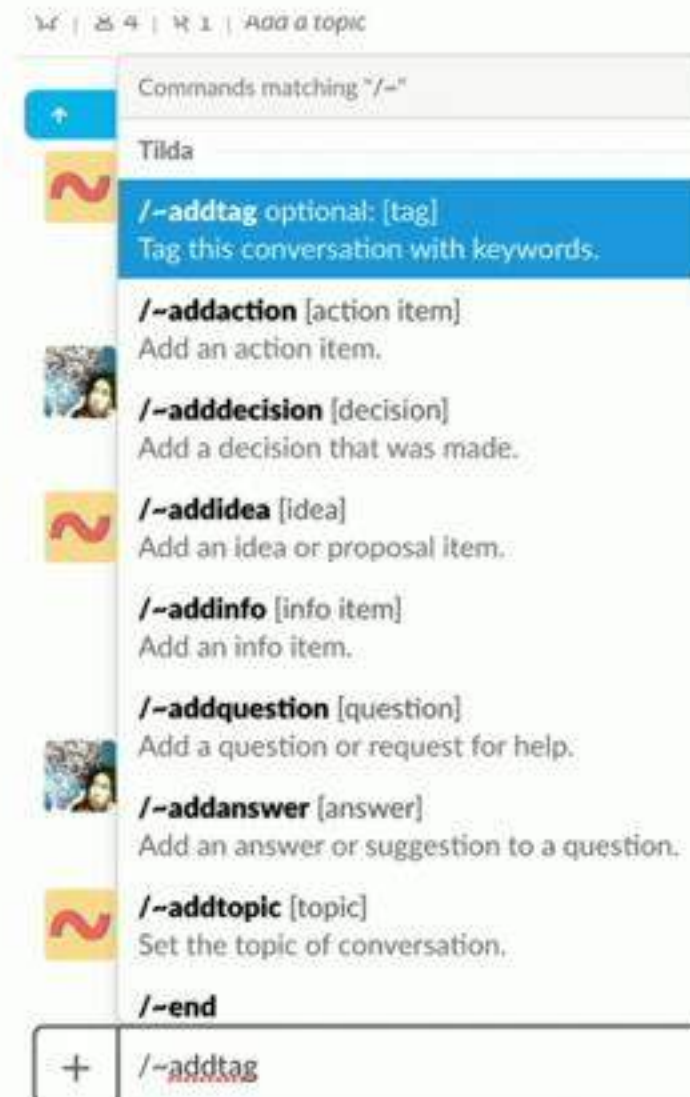 4 | 1 | Add a topic
Commands matching "/~"
Tilda
/~addtag optional: [tag]
Tag this conversation with keywords.
/~addaction [action item]
Add an action item.
/~adddecision [decision]
Add a decision that was made.
/~addidea [idea]
Add an idea or proposal item.
/~addinfo [info item]
Add an info item.
/~addquestion [question]
Add a question or request for help.
/~addanswer [answer]
Add an answer or suggestion to a question.
/~addtopic [topic]
Set the topic of conversation.
/~end
/~addtag